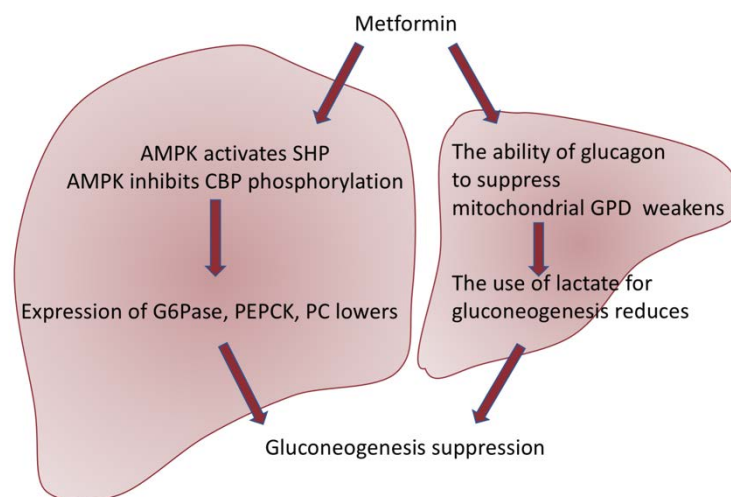 Metformin
AMPK activates SHP
AMPK inhibits CBP phosphorylation
Expression of G6Pase, PEPCK, PC lowers
The ability of glucagon
to suppress
mitochondrial GPD weakens
The use of lactate for
gluconeogenesis reduces
Gluconeogenesis suppression